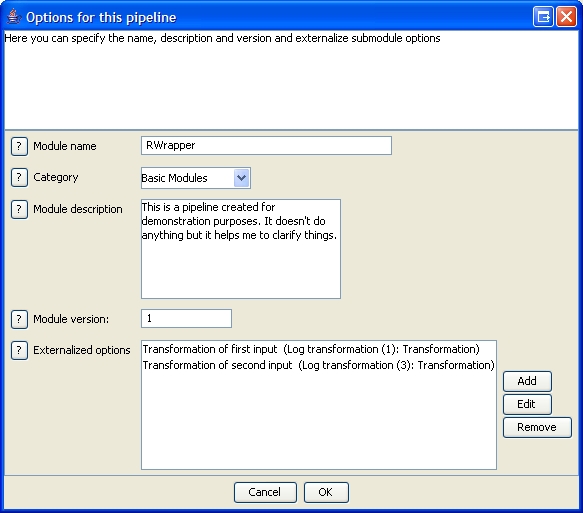 Options for this pipeline
Here you can specify the name, description and version and externalize submodule options
? Module name RWrapper
? Category Basic Modules
? Module description This is a pipeline created for
demonstration purposes. It doesn't do
anything but it helps me to clarify things.
? Module version: 1
? Externalized options Transformation of first input (Log transformation (1): Transformation)
Transformation of second input (Log transformation (3): Transformation)
Add
Edit
Remove
Cancel OK